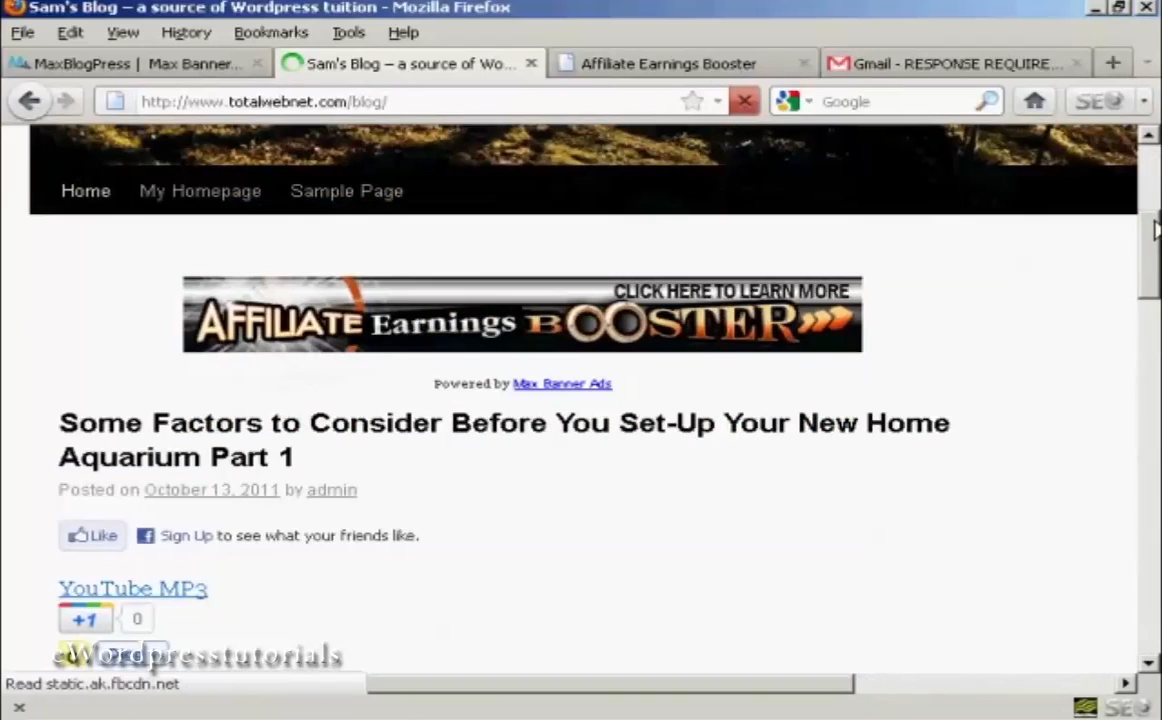 Sam's Blog – a source of Wordpress tuition - Mozilla Firefox
File Edit View History Bookmarks Tools Help
MaxBlogPress | Max Banner... Sam's Blog – a source of Wo... Affiliate Earnings Booster Gmail - RESPONSE REQUIRE...
http://www.totalwebnet.com/blog/ Google SEO
Home My Homepage Sample Page
CLICK HERE TO LEARN MORE
AFFILIATE Earnings BOOSTER
Powered by Max Banner Ads
Some Factors to Consider Before You Set-Up Your New Home
Aquarium Part 1
Posted on October 13, 2011 by admin
Like Sign Up to see what your friends like.
YouTube MP3
+1 0
eWordpresstutorials
Read static.ak.fbcdn.net
SEO